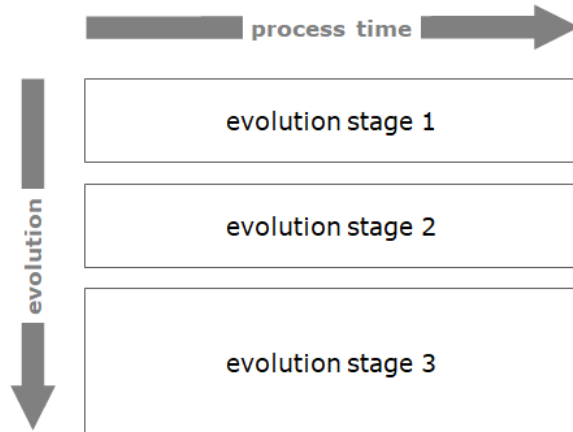 process time
evolution
evolution stage 1
evolution stage 2
evolution stage 3